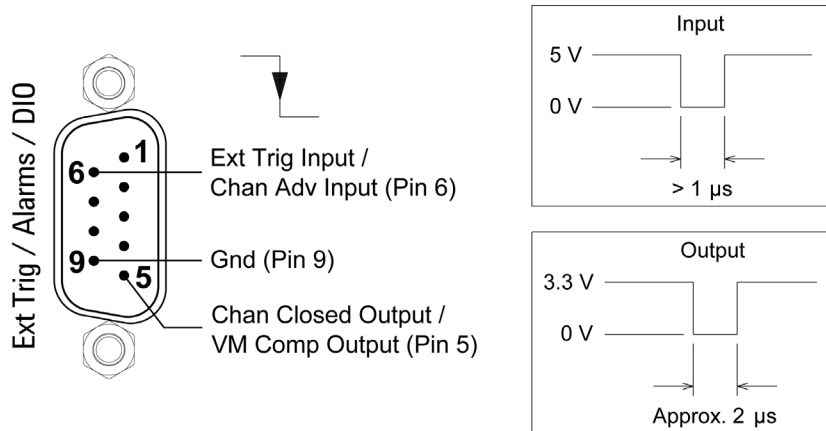 Ext Trig / Alarms / DIO
1
6
9
5
Ext Trig Input /
Chan Adv Input (Pin 6)
Gnd (Pin 9)
Chan Closed Output /
VM Comp Output (Pin 5)
Input
5 V
0 V
> 1 µs
Output
3.3 V
0 V
Approx. 2 µs